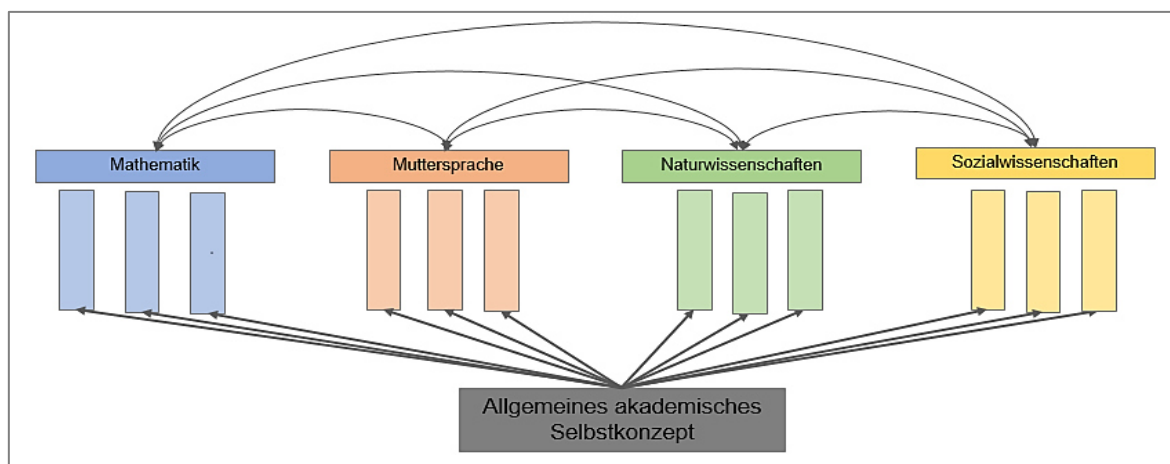 Mathematik
Muttersprache
Naturwissenschaften
Sozialwissenschaften
Allgemeines akademisches
Selbstkonzept